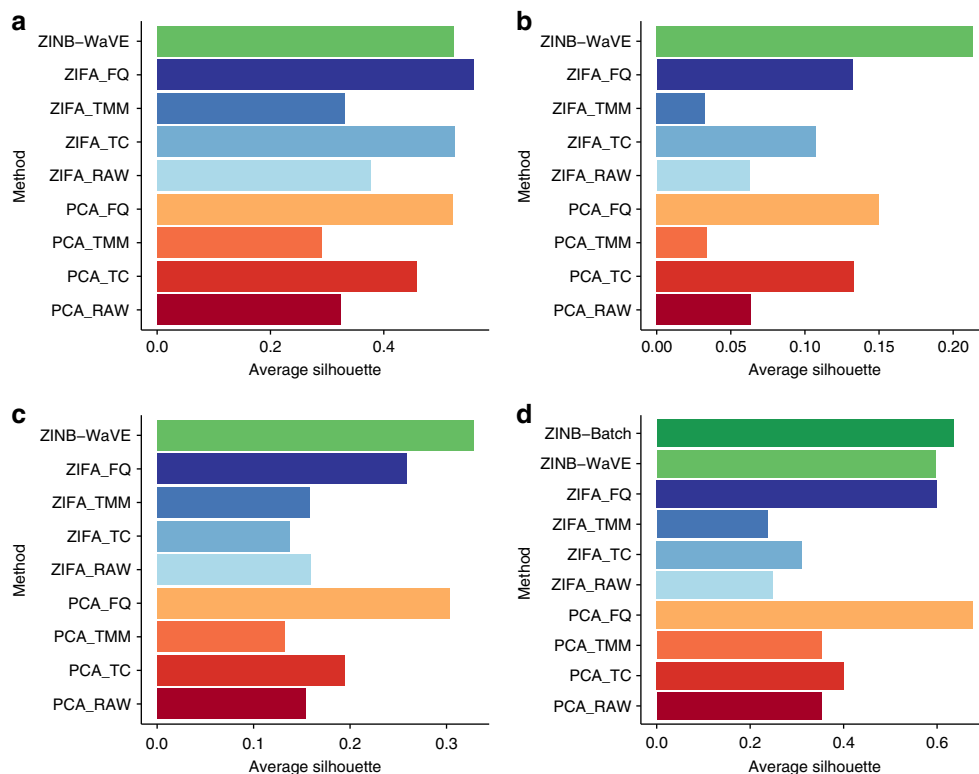 a
ZINB-WaVE
ZIFA_FQ
ZIFA_TMM
ZIFA_TC
ZIFA_RAW
PCA_FQ
PCA_TMM
PCA_TC
PCA_RAW
Method
0.0 0.2 0.4
Average silhouette
b
ZINB-WaVE
ZIFA_FQ
ZIFA_TMM
ZIFA_TC
ZIFA_RAW
PCA_FQ
PCA_TMM
PCA_TC
PCA_RAW
Method
0.00 0.05 0.10 0.15 0.20
Average silhouette
c
ZINB-WaVE
ZIFA_FQ
ZIFA_TMM
ZIFA_TC
ZIFA_RAW
PCA_FQ
PCA_TMM
PCA_TC
PCA_RAW
Method
0.0 0.1 0.2 0.3
Average silhouette
d
ZINB-Batch
ZINB-WaVE
ZIFA_FQ
ZIFA_TMM
ZIFA_TC
ZIFA_RAW
PCA_FQ
PCA_TMM
PCA_TC
PCA_RAW
Method
0.0 0.2 0.4 0.6
Average silhouette